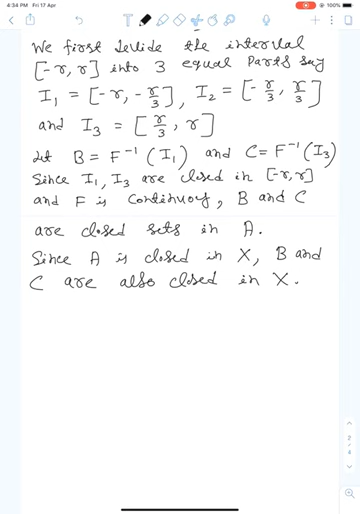 4:34 PM Fri 17 Apr
100%
We first divide the interval
[-r, r] into 3 equal Parts say
I₁ = [-r, -r/3], I₂ = [-r/3, r/3]
and I₃ = [r/3, r]
Let B = F⁻¹(I₁) and C = F⁻¹(I₃)
Since I₁, I₃ are closed in [-r, r]
and F is continuous, B and C
are closed sets in A.
Since A is closed in X, B and
C are also closed in X.